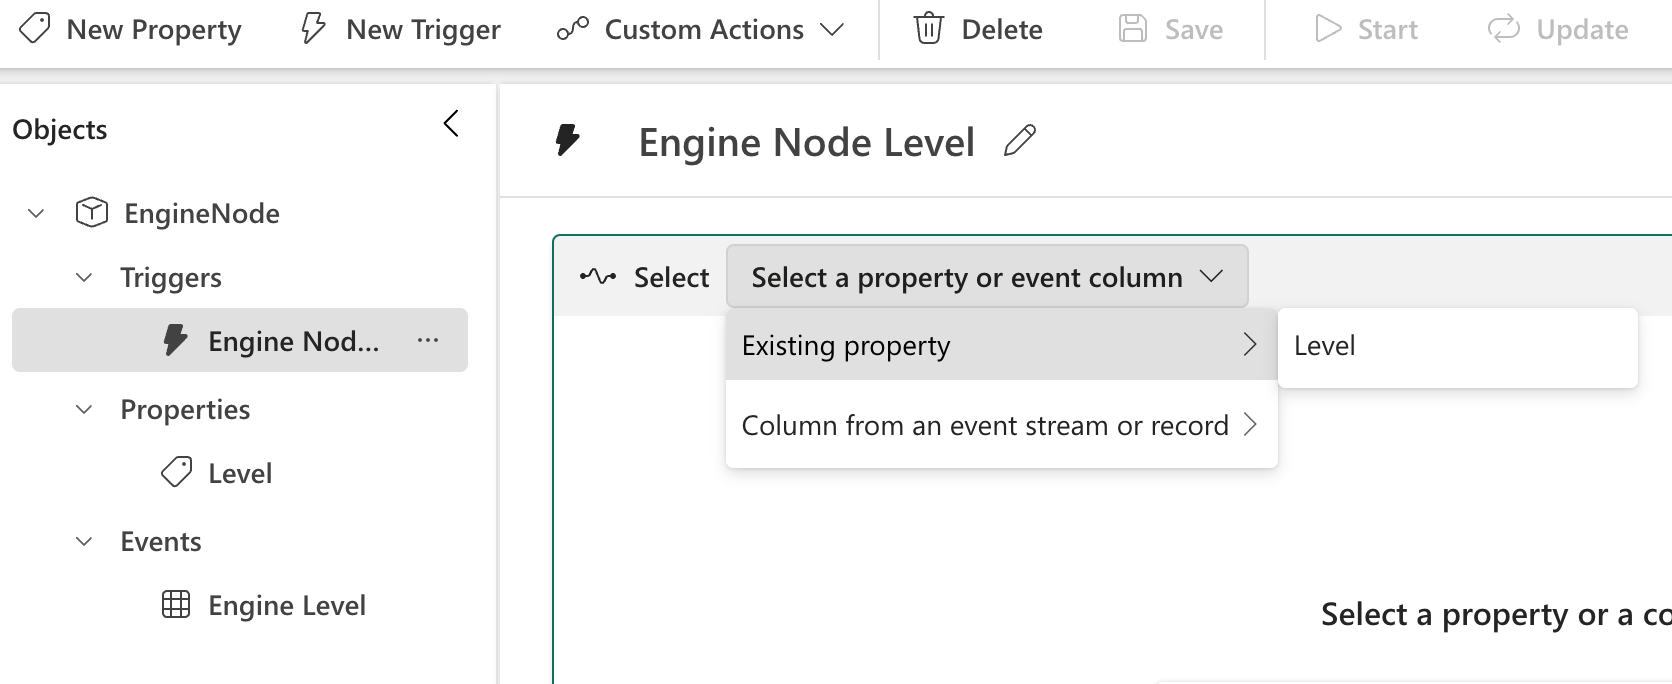 New Property New Trigger Custom Actions Delete Save Start Update
Objects
EngineNode
Triggers
Engine Nod...
Properties
Level
Events
Engine Level
Engine Node Level
Select Select a property or event column
Existing property
Level
Column from an event stream or record
Select a property or a co